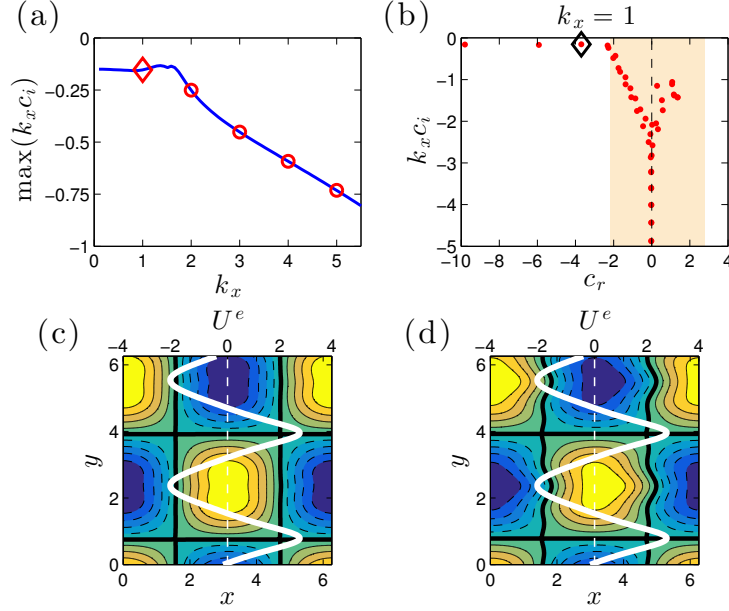 (a)
max(k_x c_i)
0
−0.25
−0.5
−0.75
−1
0 1 2 3 4 5
k_x
(b)
k_x = 1
k_x c_i
0
−1
−2
−3
−4
−5
−10 −8 −6 −4 −2 0 2 4
c_r
(c)
U^e
−4 −2 0 2 4
y
6
4
2
0
0 2 4 6
x
(d)
U^e
−4 −2 0 2 4
y
6
4
2
0
0 2 4 6
x